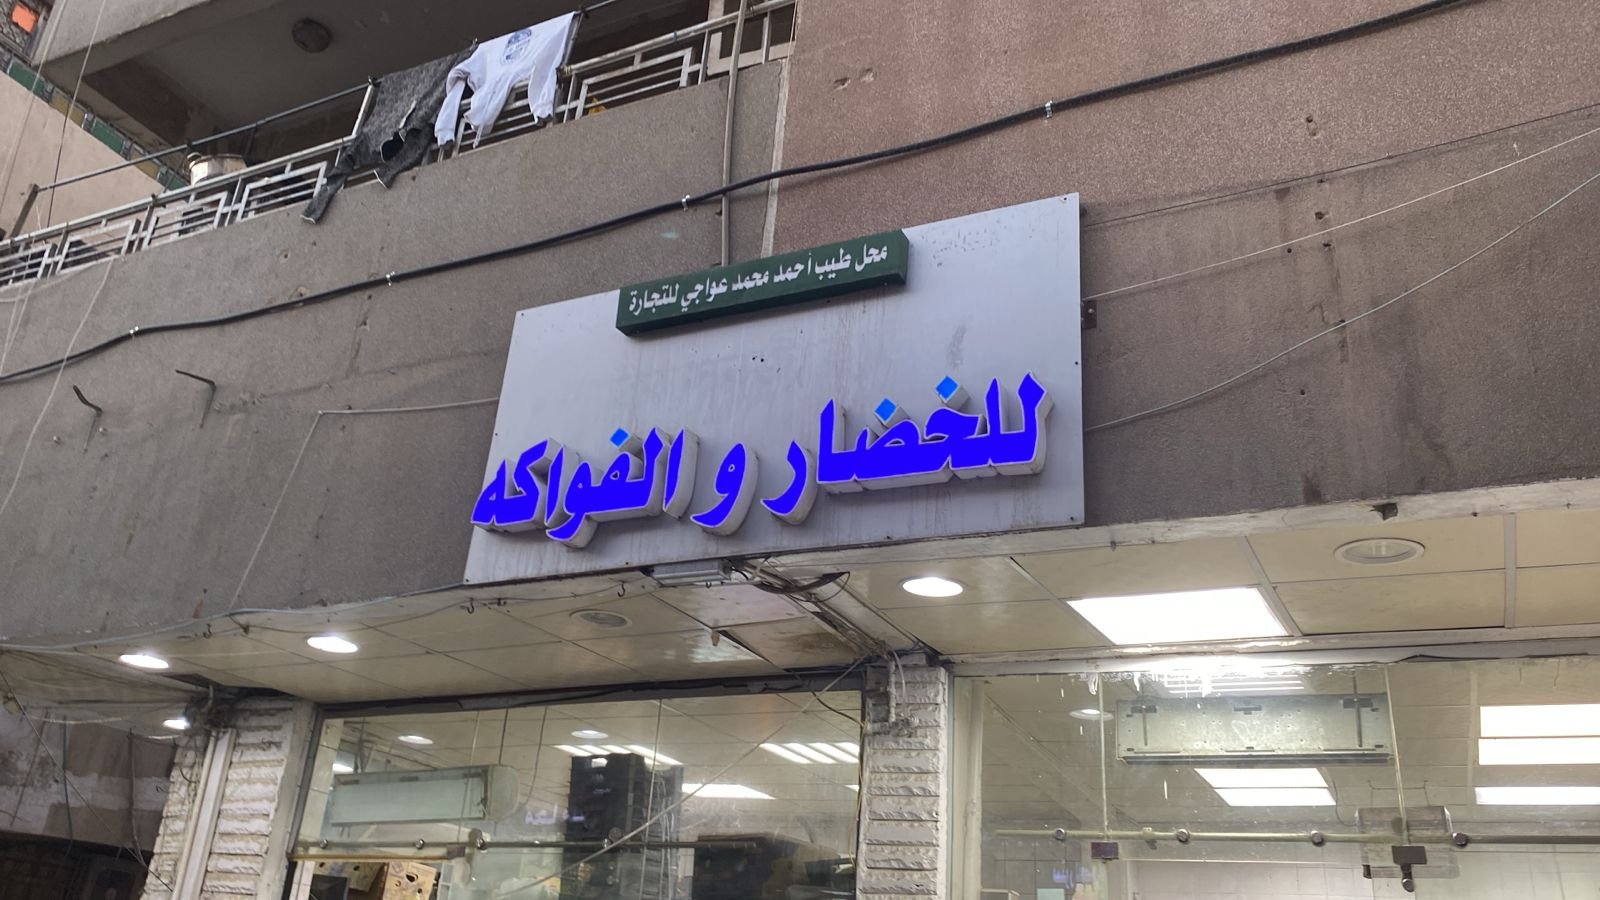 محل طيب أحمد محمد عواجي للتجارة
للخضار و الفواكه